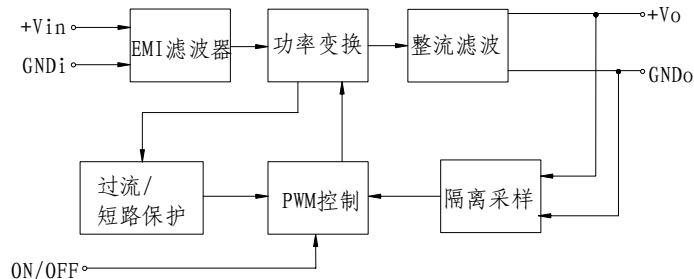 +Vin
GNDi
EMI滤波器
功率变换
整流滤波
+Vo
GNDo
过流/
短路保护
PWM控制
隔离采样
ON/OFF